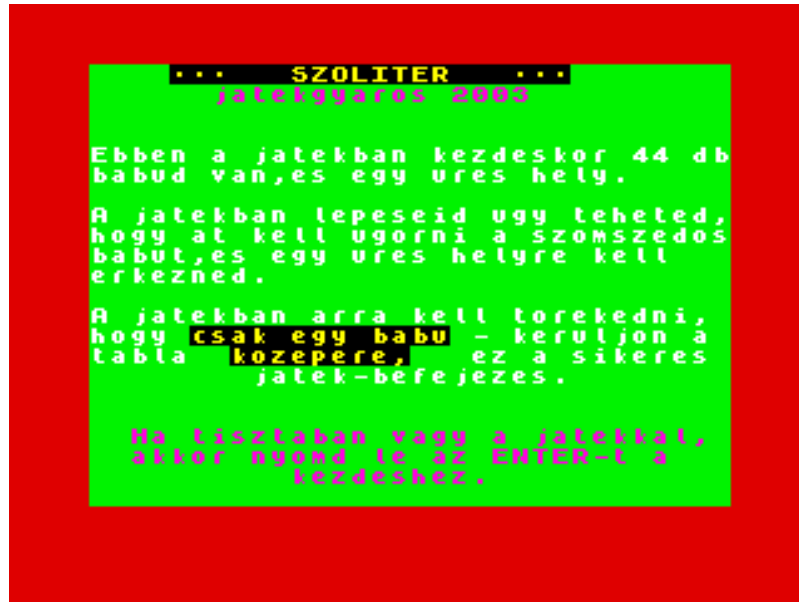 ··· SZOLITER ···
jatekgyaros 2003
Ebben a jatekban kezdeskor 44 db
babud van,es egy ures hely.
A jatekban lepeseid ugy teheted,
hogy at kell ugorni a szomszedos
babut,es egy ures helyre kell
erkezned.
A jatekban arra kell torekedni,
hogy csak egy babu - keruljon a
tabla kozepere, ez a sikeres
jatek-befejezes.
Ha tisztaban vagy a jatekkal,
akkor nyomd le az ENTER-t a
kezdeshez.